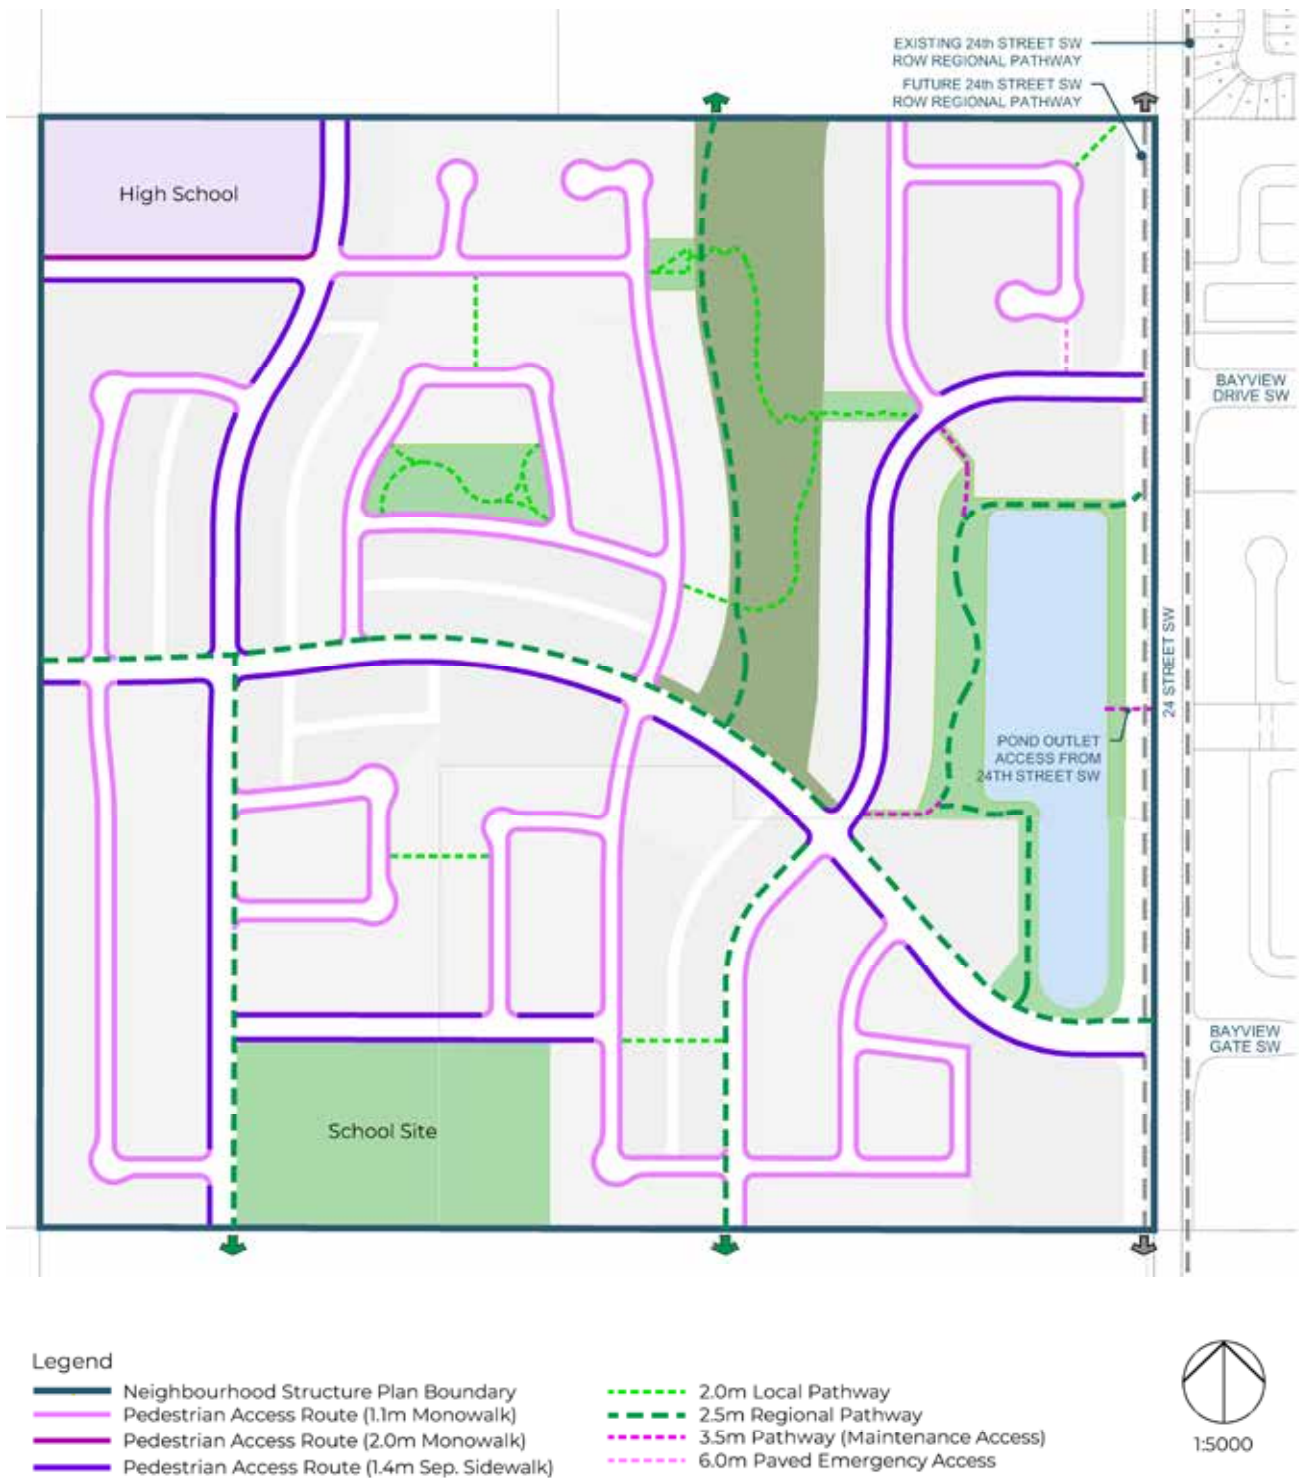 EXISTING 24th STREET SW
ROW REGIONAL PATHWAY
FUTURE 24th STREET SW
ROW REGIONAL PATHWAY
High School
BAYVIEW
DRIVE SW
24 STREET SW
POND OUTLET
ACCESS FROM
24TH STREET SW
BAYVIEW
GATE SW
School Site
Legend
Neighbourhood Structure Plan Boundary
Pedestrian Access Route (1.1m Monowalk)
Pedestrian Access Route (2.0m Monowalk)
Pedestrian Access Route (1.4m Sep. Sidewalk)
2.0m Local Pathway
2.5m Regional Pathway
3.5m Pathway (Maintenance Access)
6.0m Paved Emergency Access
1:5000